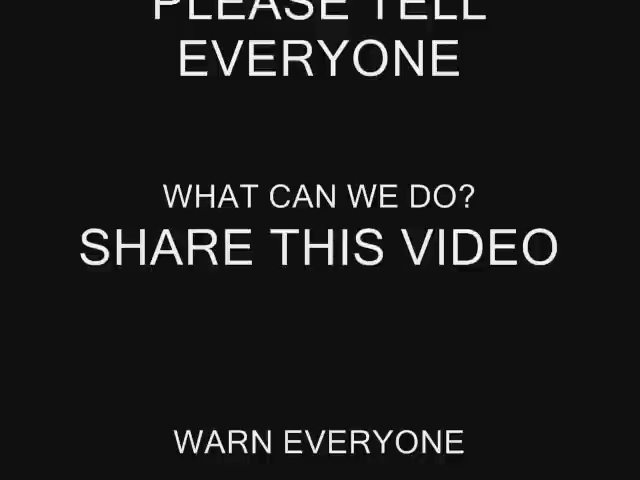 PLEASE TELL
EVERYONE
WHAT CAN WE DO?
SHARE THIS VIDEO
WARN EVERYONE